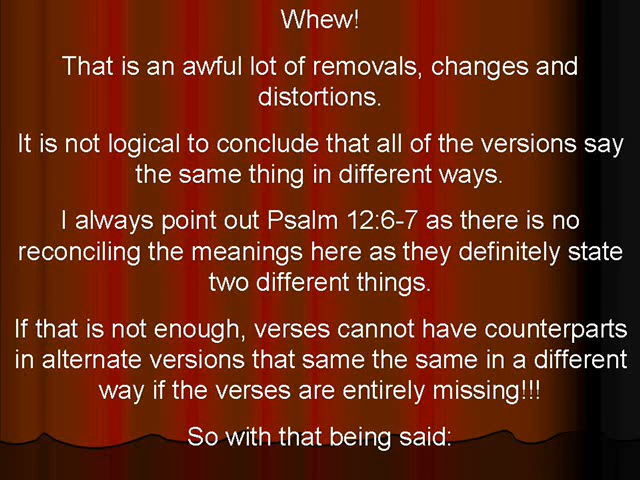 Whew!
That is an awful lot of removals, changes and
distortions.
It is not logical to conclude that all of the versions say
the same thing in different ways.
I always point out Psalm 12:6-7 as there is no
reconciling the meanings here as they definitely state
two different things.
If that is not enough, verses cannot have counterparts
in alternate versions that same the same in a different
way if the verses are entirely missing!!!
So with that being said: